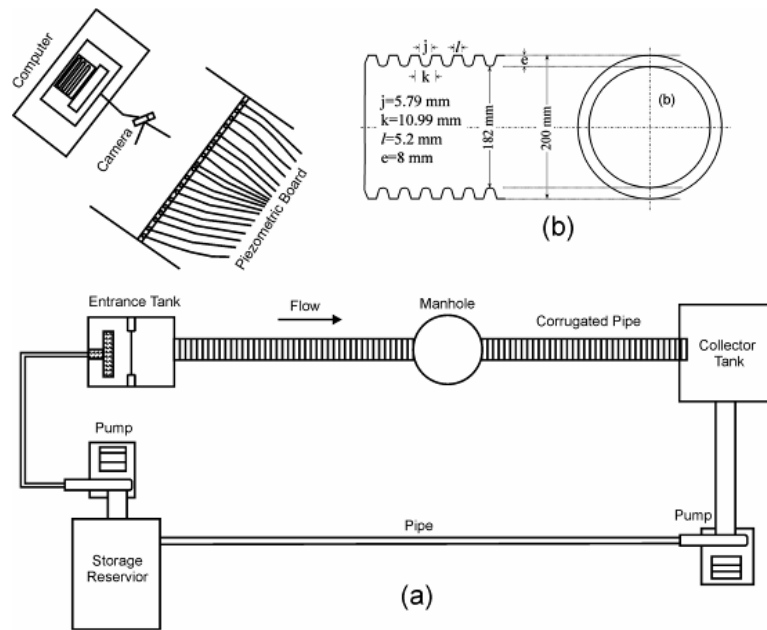 Computer
Camera
Piezometric Board
j
l
k
e
j=5.79 mm
k=10.99 mm
l=5.2 mm
e=8 mm
182 mm
200 mm
(b)
(b)
Entrance Tank
Flow
Manhole
Corrugated Pipe
Collector
Tank
Pump
Pipe
Pump
Storage
Reservior
(a)